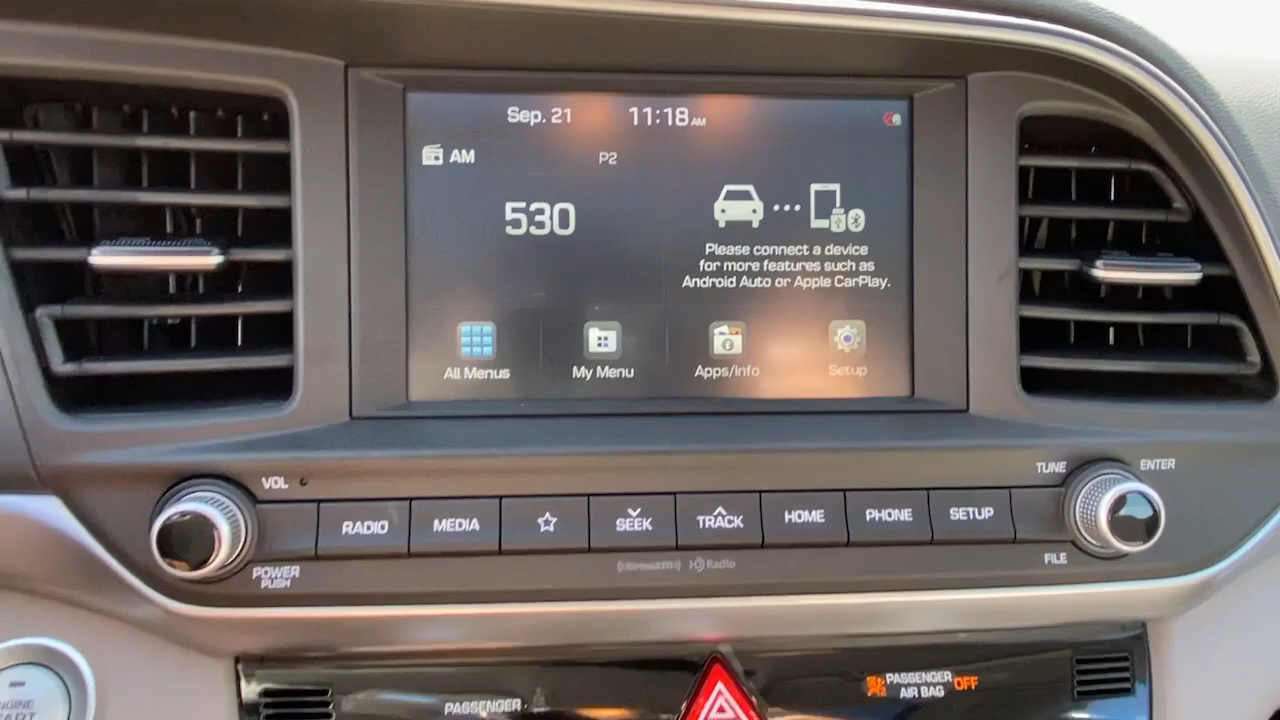 Sep. 21 11:18 AM
AM P2
530
Please connect a device
for more features such as
Android Auto or Apple CarPlay.
All Menus My Menu Apps/Info Setup
VOL
TUNE ENTER
RADIO MEDIA SEEK TRACK HOME PHONE SETUP
POWER
PUSH
FILE
(SiriusXM) HD Radio
PASSENGER
AIR BAG OFF
PASSENGER